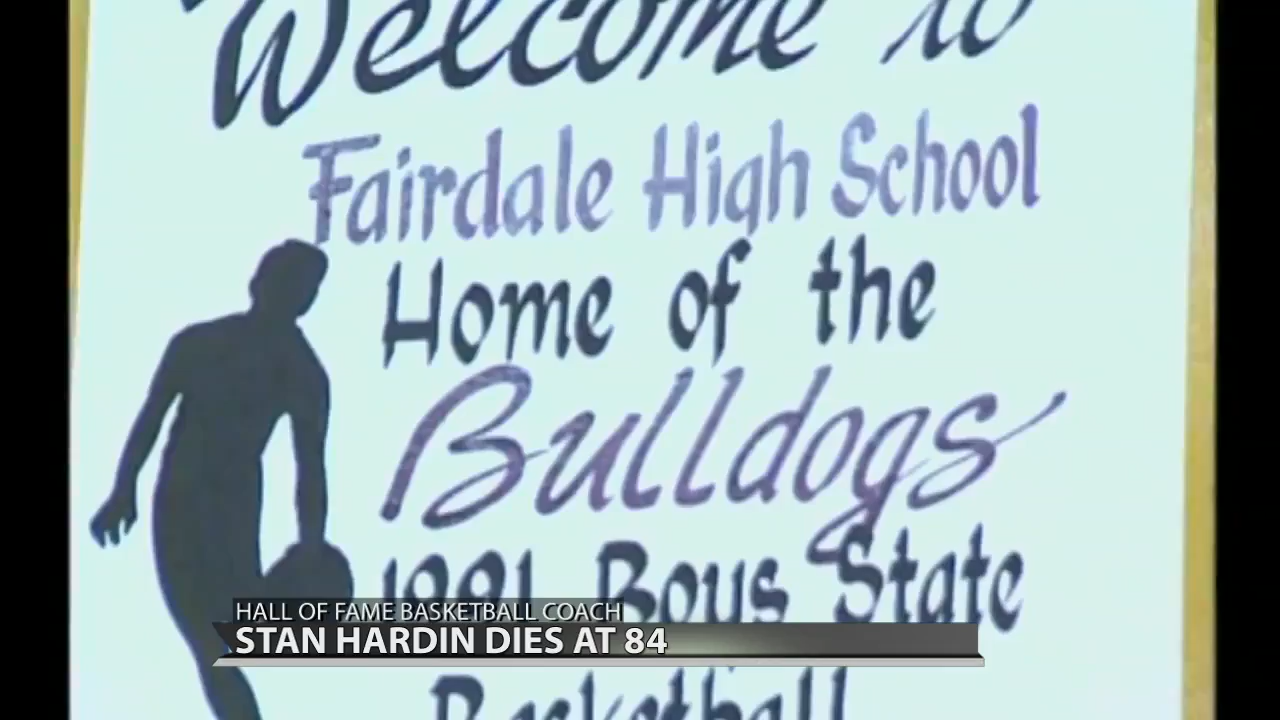 Welcome to
Fairdale High School
Home of the
Bulldogs
1991 Boys State
Basketball
HALL OF FAME BASKETBALL COACH
STAN HARDIN DIES AT 84